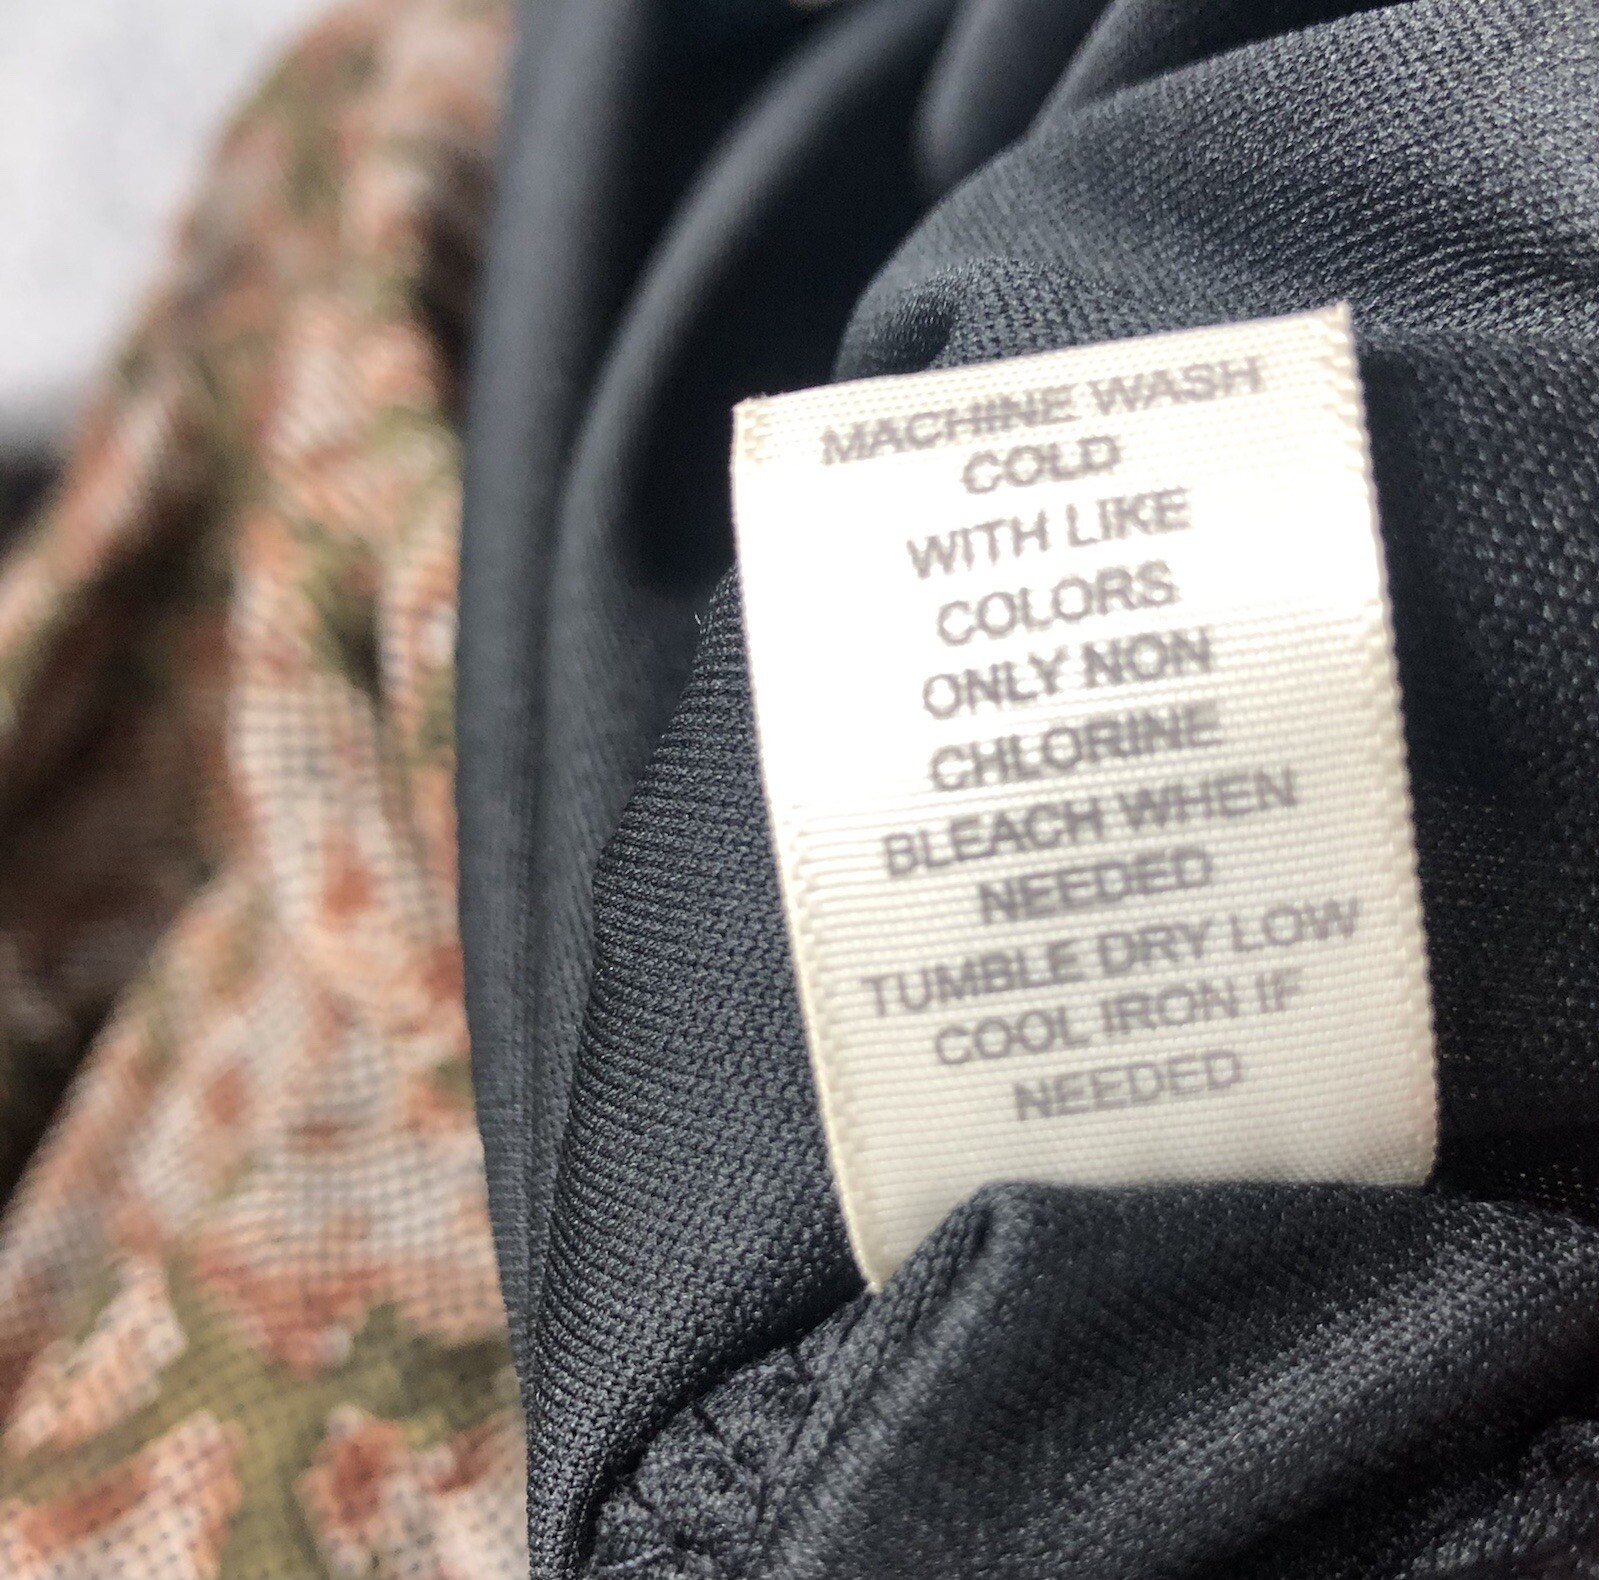 MACHINE WASH
COLD
WITH LIKE
COLORS
ONLY NON
CHLORINE
BLEACH WHEN
NEEDED
TUMBLE DRY LOW
COOL IRON IF
NEEDED